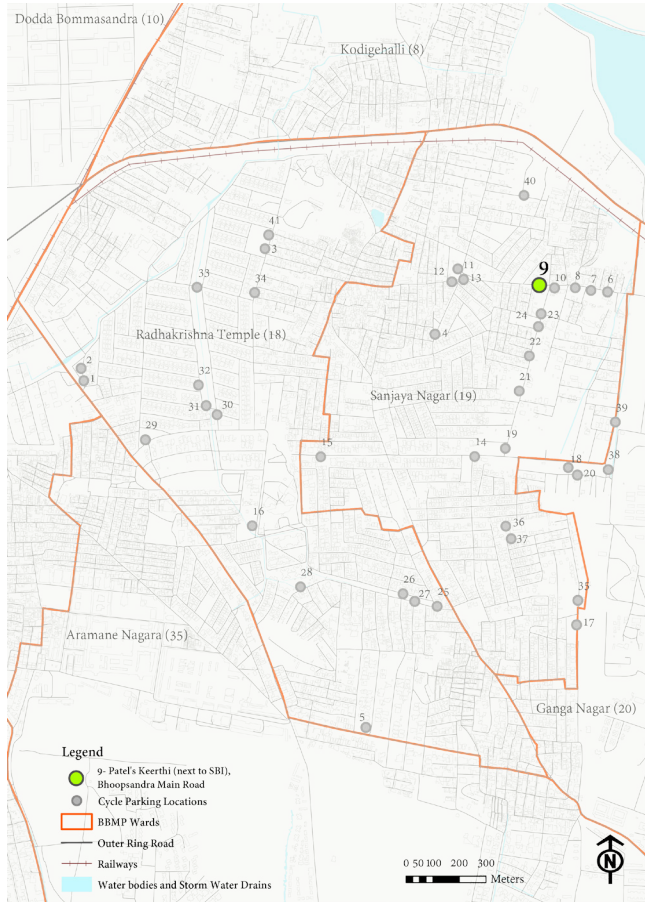 Dodda Bommasandra (10)
Kodigehalli (8)
40
41
3
11
12
13
9
33
34
10
8
7
6
24
23
4
Radhakrishna Temple (18)
22
2
1
32
21
Sanjaya Nagar (19)
31
30
39
29
15
14
19
18
20
38
16
36
37
28
26
27
25
35
17
Aramane Nagara (35)
5
Ganga Nagar (20)
Legend
9- Patel's Keerthi (next to SBI),
Bhoopsandra Main Road
Cycle Parking Locations
BBMP Wards
Outer Ring Road
Railways
Water bodies and Storm Water Drains
0 50 100 200 300
Meters
N